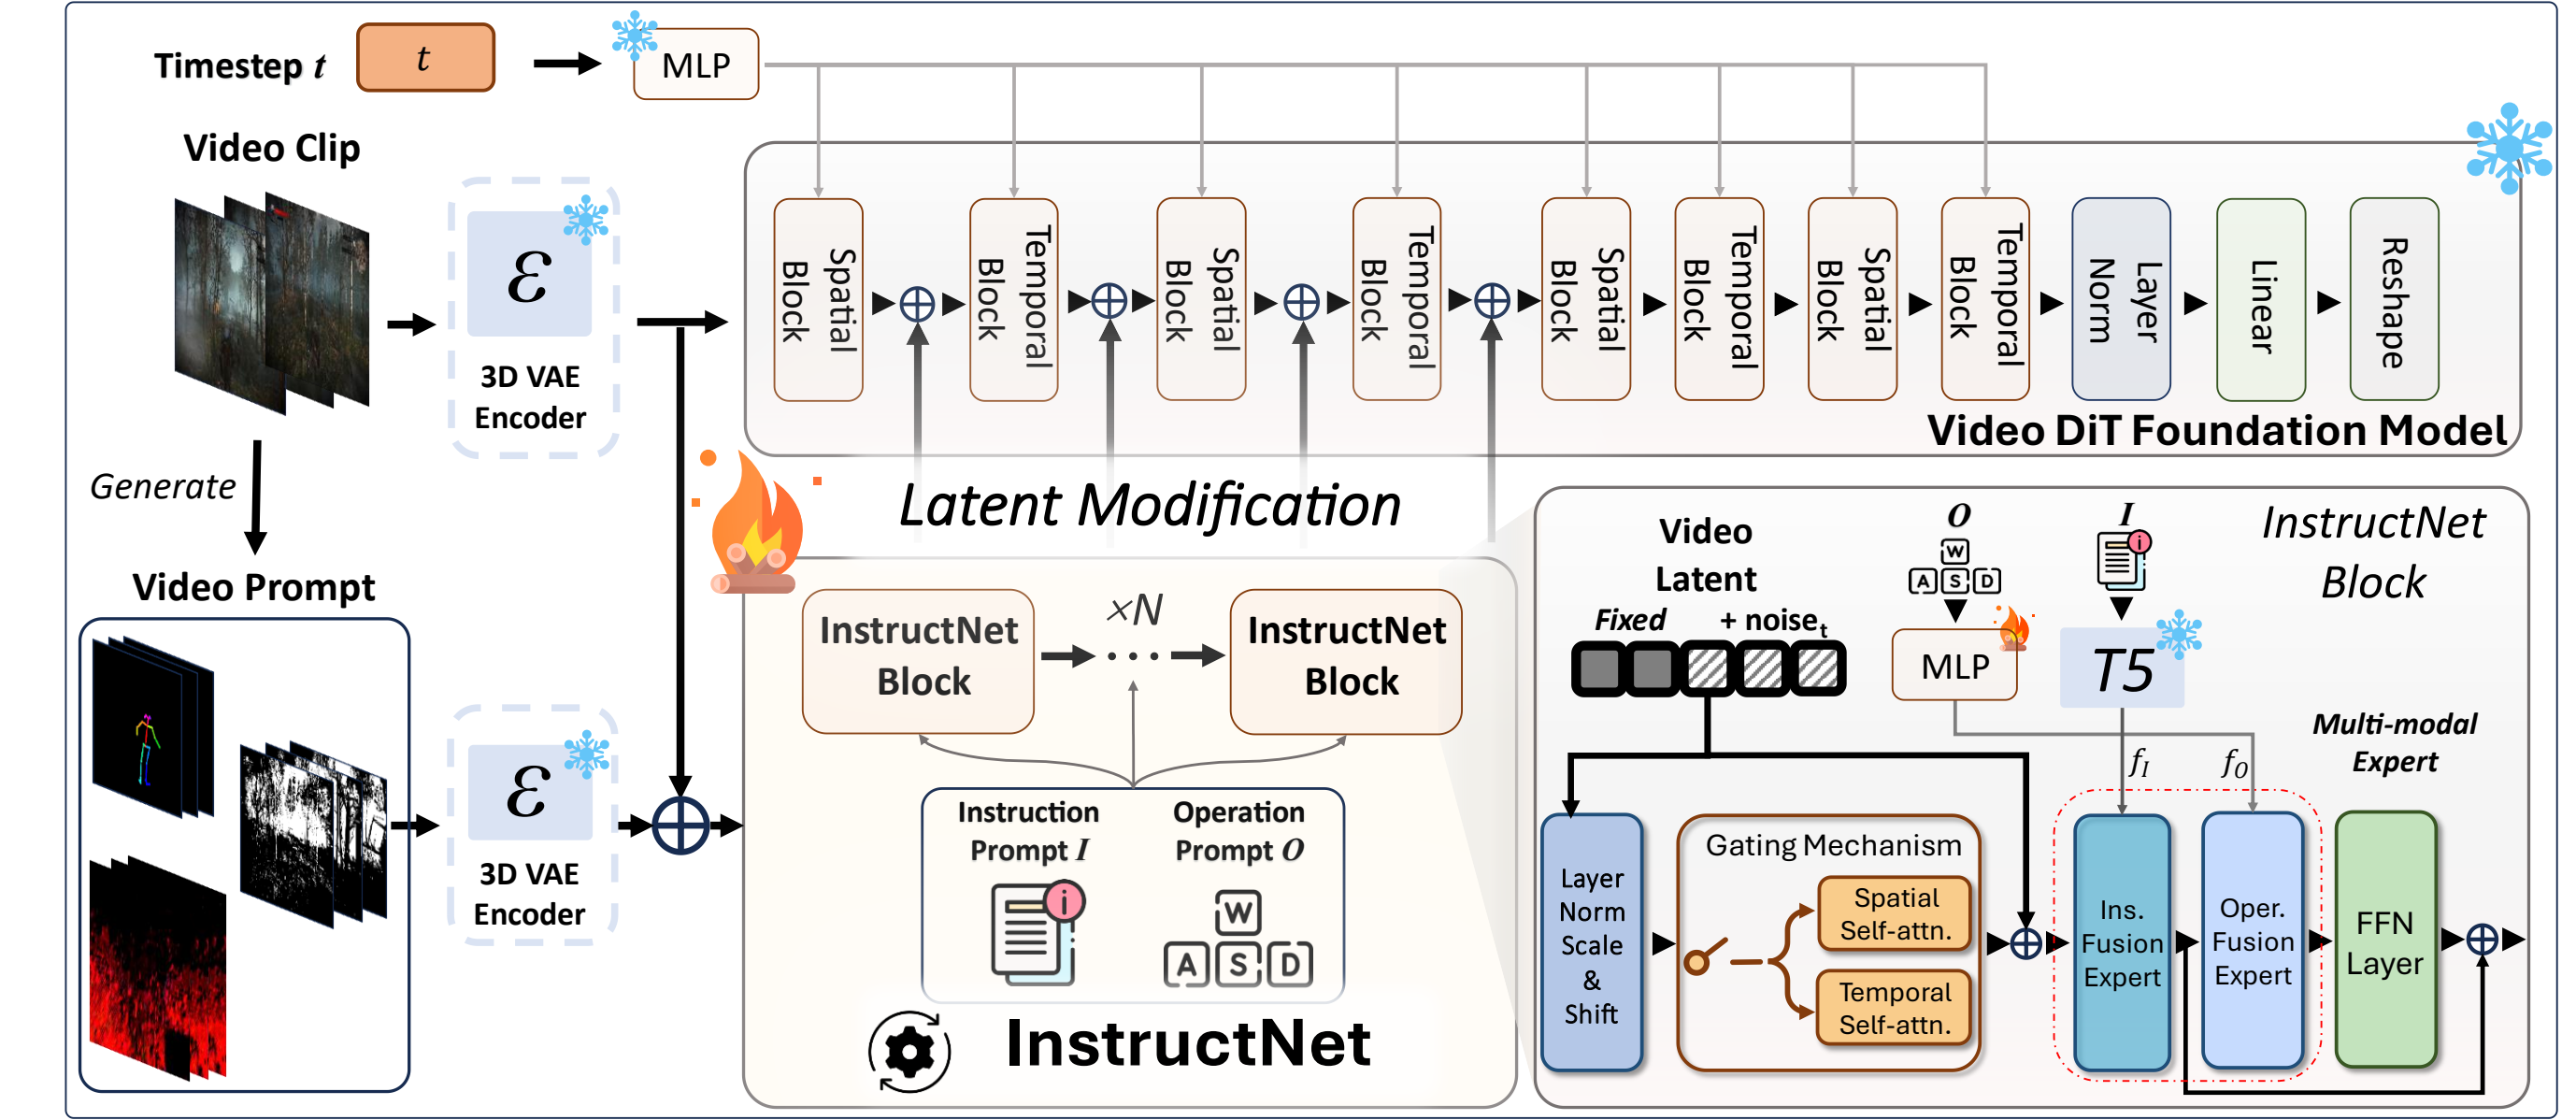 Timestep t
t
MLP
Video Clip
ε
3D VAE
Encoder
Generate
Video Prompt
ε
3D VAE
Encoder
Spatial
Block
Temporal
Block
Spatial
Block
Temporal
Block
Spatial
Block
Temporal
Block
Spatial
Block
Temporal
Block
Layer
Norm
Linear
Reshape
Video DiT Foundation Model
Latent Modification
InstructNet
Block
×N
...
InstructNet
Block
Instruction
Prompt I
i
Operation
Prompt O
W
A S D
InstructNet
InstructNet
Block
Video
Latent
Fixed + noise_t
O
W
A S D
MLP
I
i
T5
f_I
f_O
Multi-modal
Expert
Layer
Norm
Scale
&
Shift
Gating Mechanism
Spatial
Self-attn.
Temporal
Self-attn.
Ins.
Fusion
Expert
Oper.
Fusion
Expert
FFN
Layer